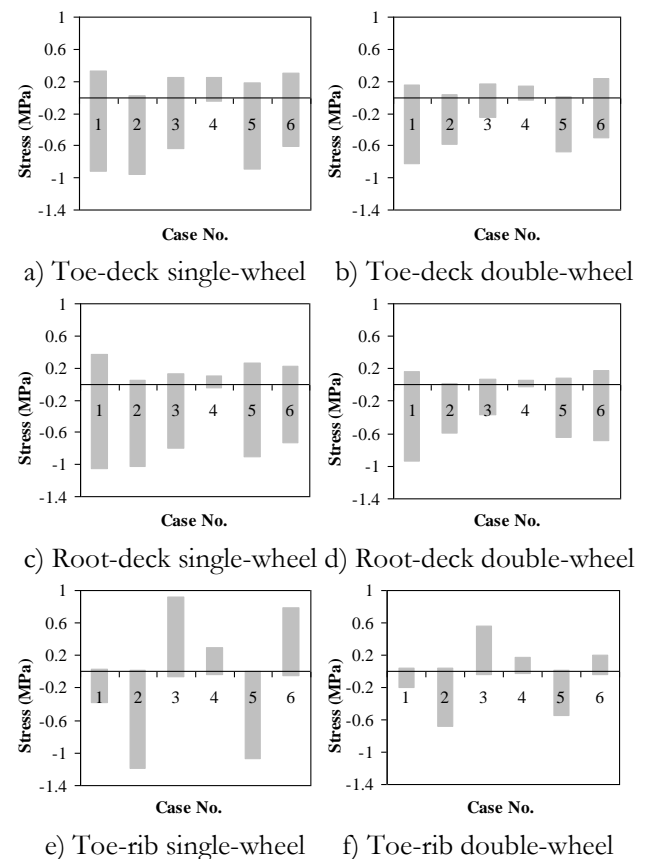 1
0.6
0.2
-0.2
-0.6
-1
-1.4
Stress (MPa)
1 2 3 4 5 6
Case No.
a) Toe-deck single-wheel
1
0.6
0.2
-0.2
-0.6
-1
-1.4
Stress (MPa)
1 2 3 4 5 6
Case No.
b) Toe-deck double-wheel
1
0.6
0.2
-0.2
-0.6
-1
-1.4
Stress (MPa)
1 2 3 4 5 6
Case No.
c) Root-deck single-wheel
1
0.6
0.2
-0.2
-0.6
-1
-1.4
Stress (MPa)
1 2 3 4 5 6
Case No.
d) Root-deck double-wheel
1
0.6
0.2
-0.2
-0.6
-1
-1.4
Stress (MPa)
1 2 3 4 5 6
Case No.
e) Toe-rib single-wheel
1
0.6
0.2
-0.2
-0.6
-1
-1.4
Stress (MPa)
1 2 3 4 5 6
Case No.
f) Toe-rib double-wheel